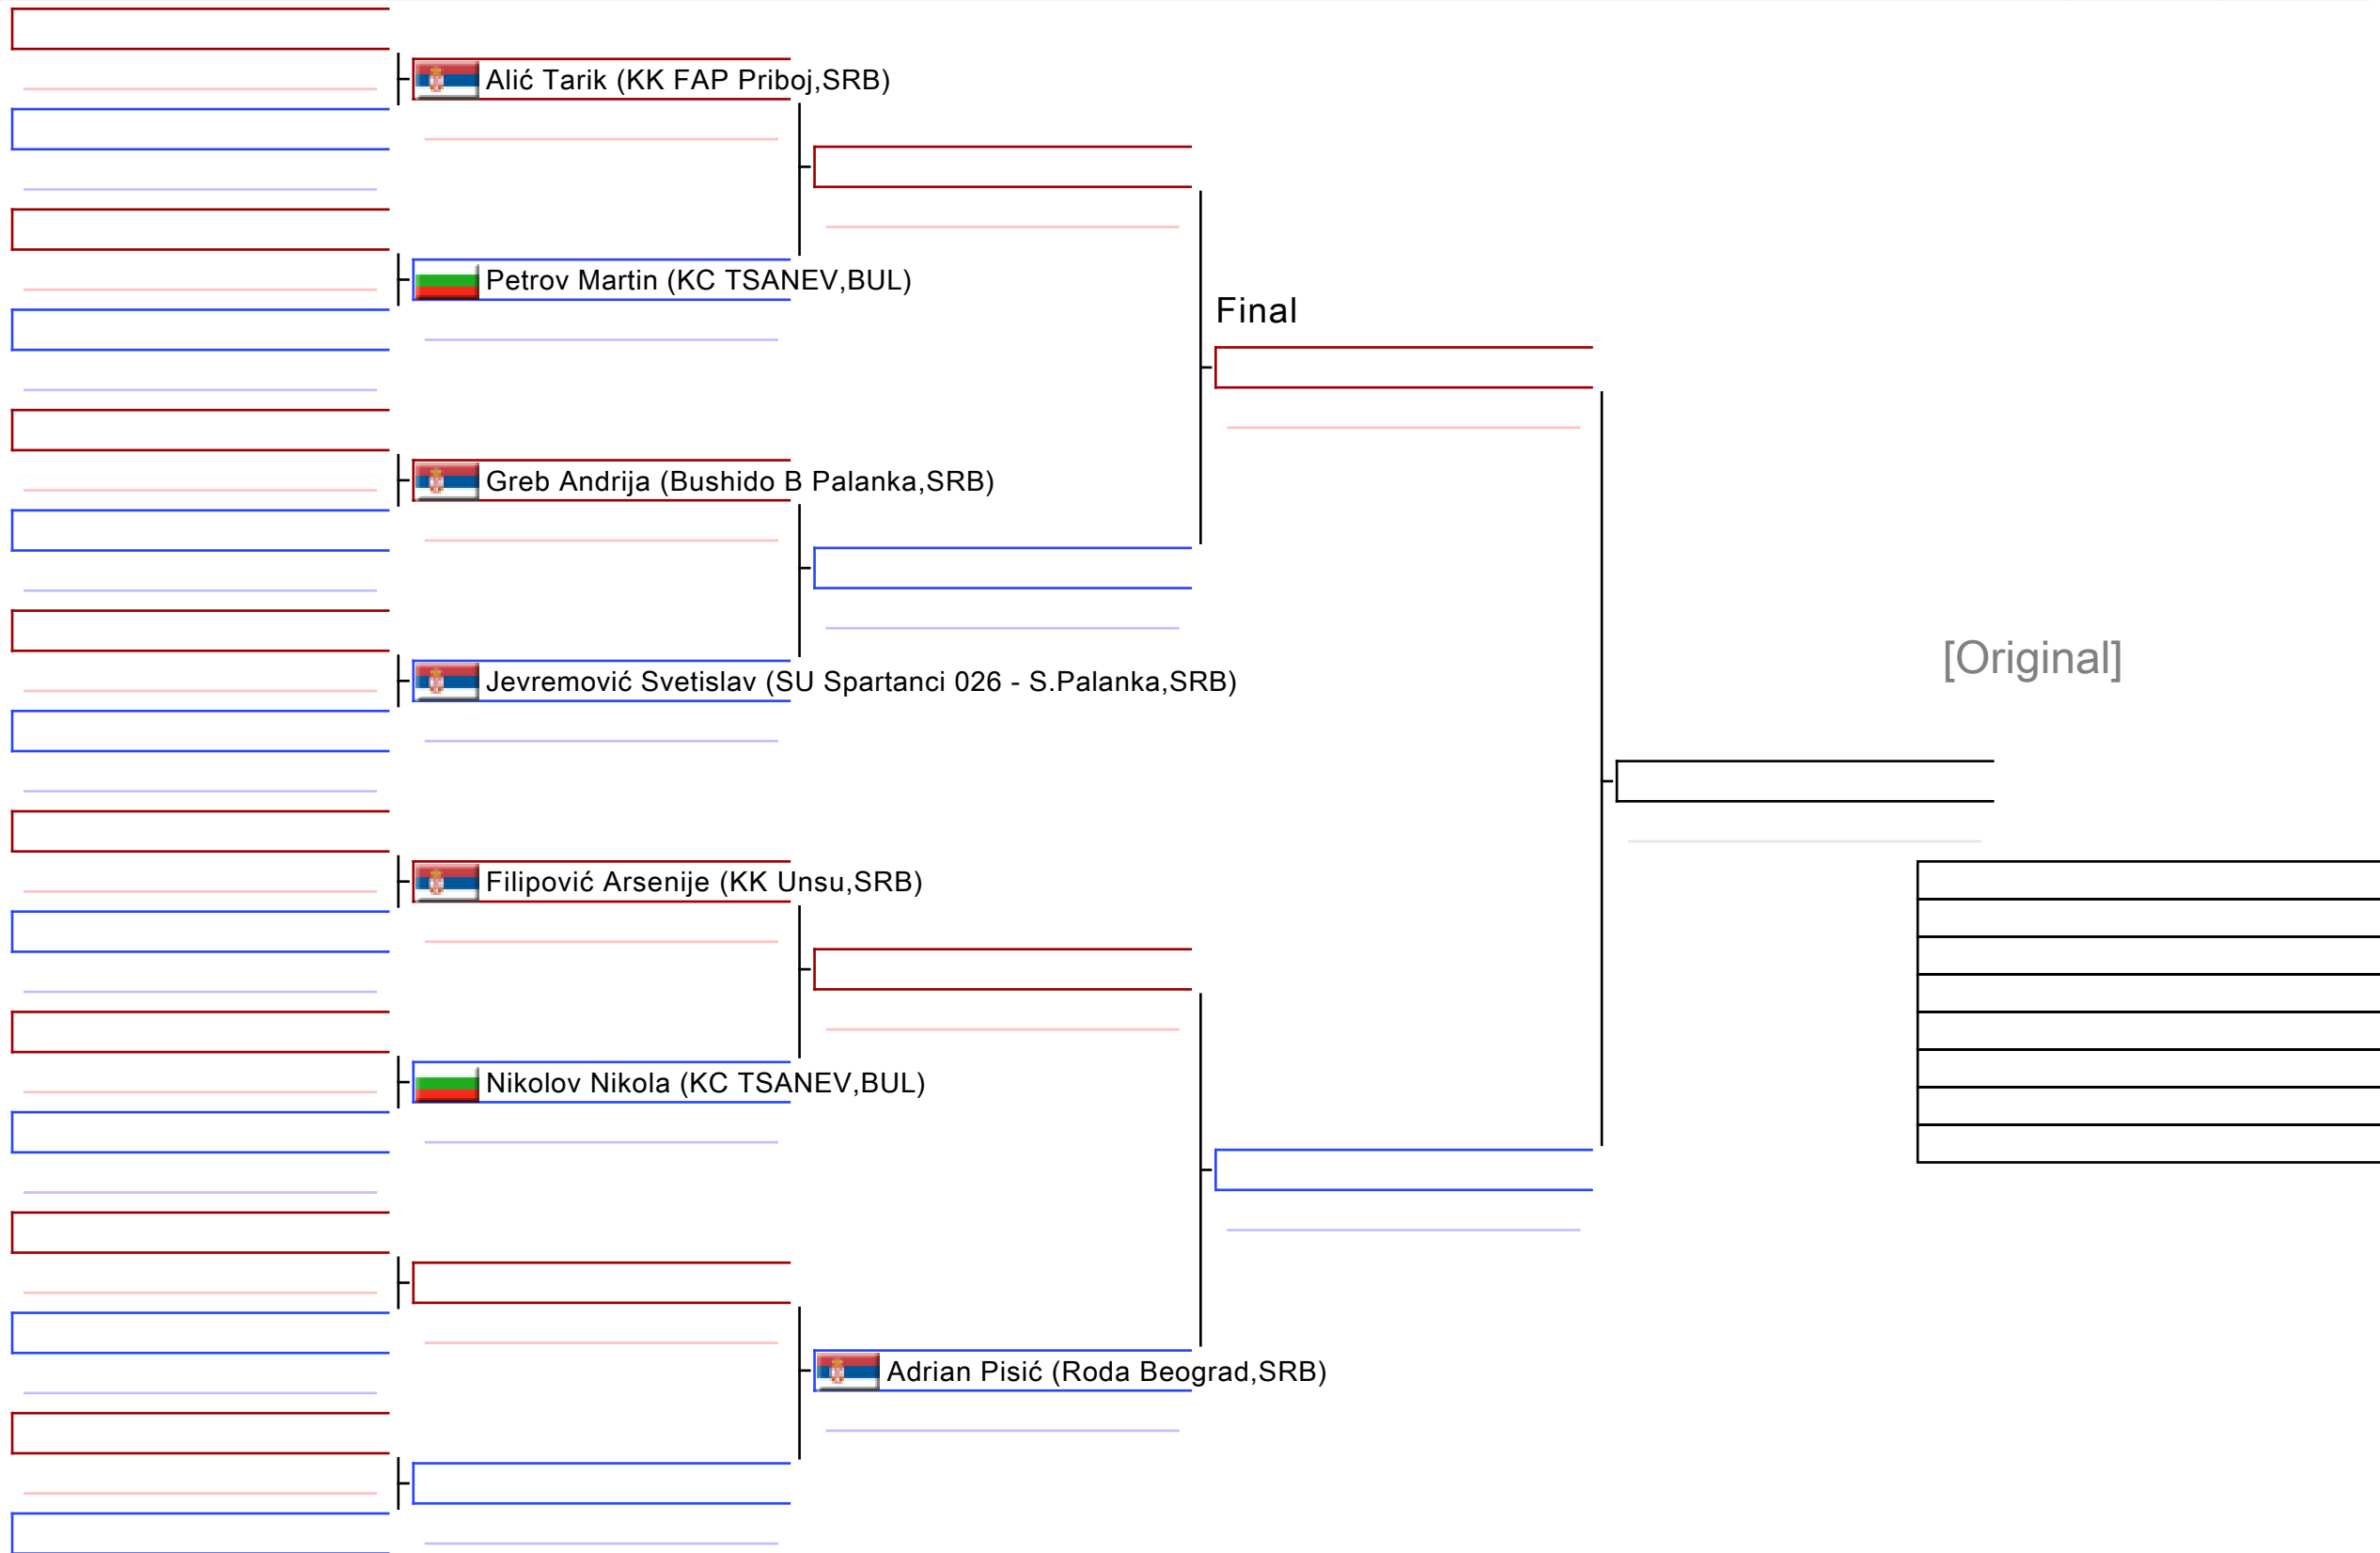 Alić Tarik (KK FAP Priboj,SRB)
Petrov Martin (KC TSANEV,BUL)
Final
Greb Andrija (Bushido B Palanka,SRB)
[Original]
Jevremović Svetislav (SU Spartanci 026 - S.Palanka,SRB)
Filipović Arsenije (KK Unsu,SRB)
Nikolov Nikola (KC TSANEV,BUL)
Adrian Pisić (Roda Beograd,SRB)